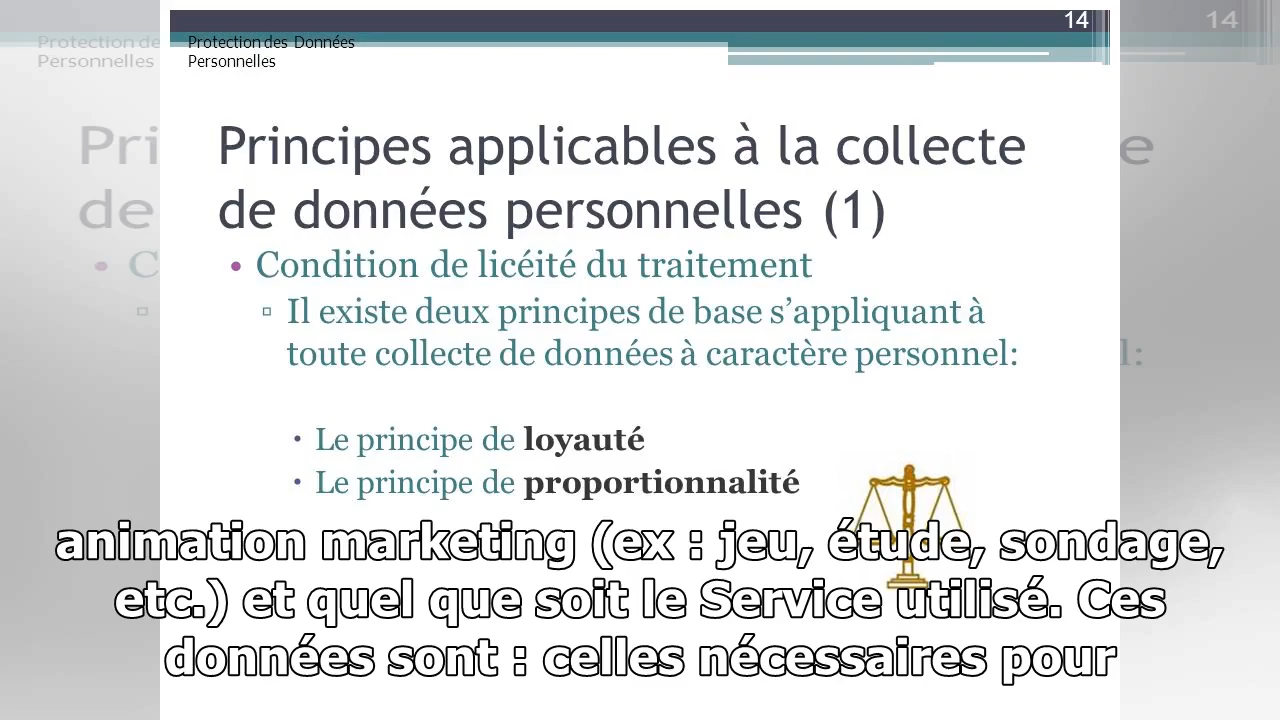 14
Protection des Données
Personnelles
Principes applicables à la collecte
de données personnelles (1)
• Condition de licéité du traitement
▫ Il existe deux principes de base s’appliquant à
toute collecte de données à caractère personnel:
▪ Le principe de loyauté
▪ Le principe de proportionnalité
animation marketing (ex : jeu, étude, sondage,
etc.) et quel que soit le Service utilisé. Ces
données sont : celles nécessaires pour